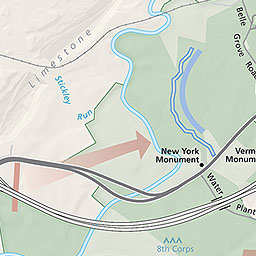 Belle
Grove
Road
Limestone
Stickley
Run
New York
Monument
Verm
Monum
Water
Plant
8th Corps